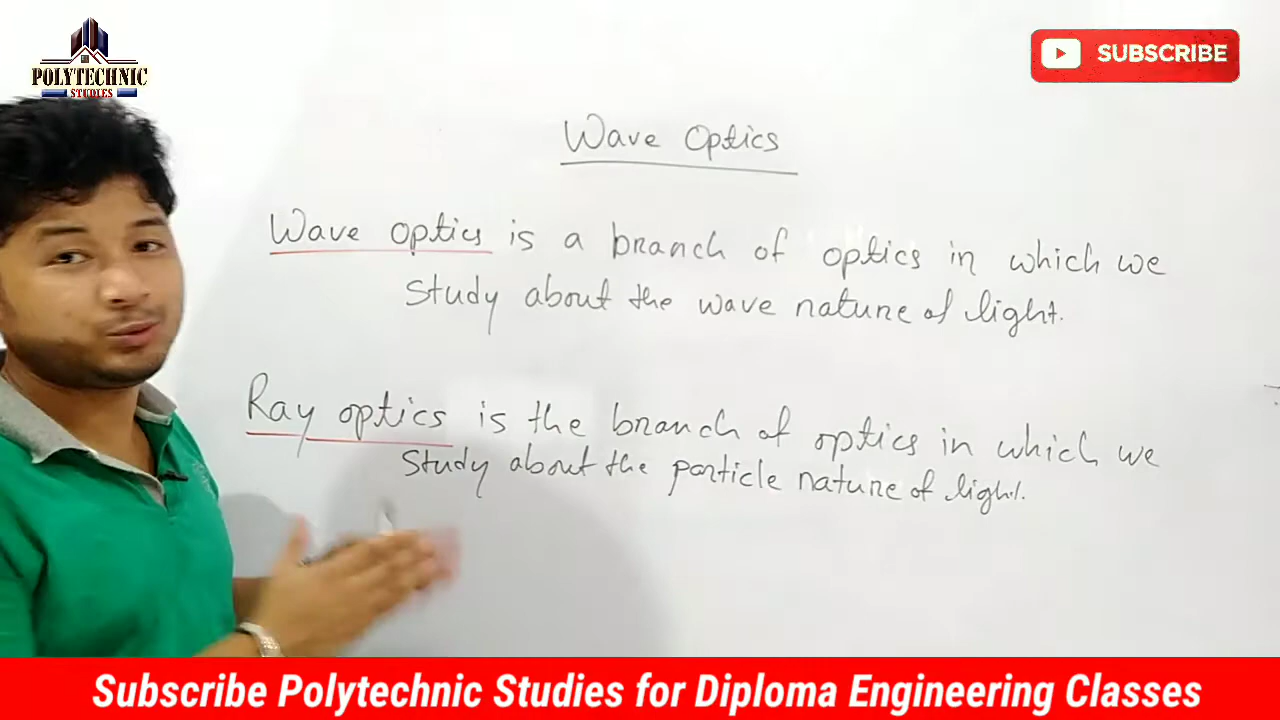 POLYTECHNIC
STUDIES
SUBSCRIBE
Wave Optics
Wave optics is a branch of optics in which we
study about the wave nature of light.
Ray optics is the branch of optics in which we
study about the particle nature of light.
Subscribe Polytechnic Studies for Diploma Engineering Classes